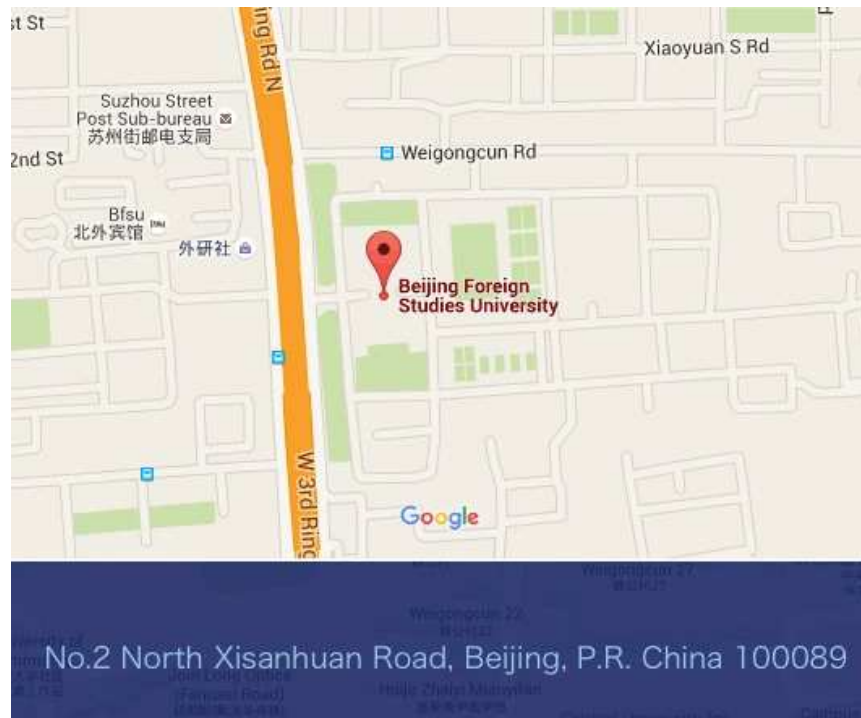 st St
ing Rd N
Xiaoyuan S Rd
Suzhou Street
Post Sub-bureau
苏州街邮电支局
2nd St
Weigongcun Rd
Bfsu
北外宾馆
外研社
Beijing Foreign
Studies University
W 3rd Ring
Google
Weigongcun 22
No.2 North Xisanhuan Road, Beijing, P.R. China 100089